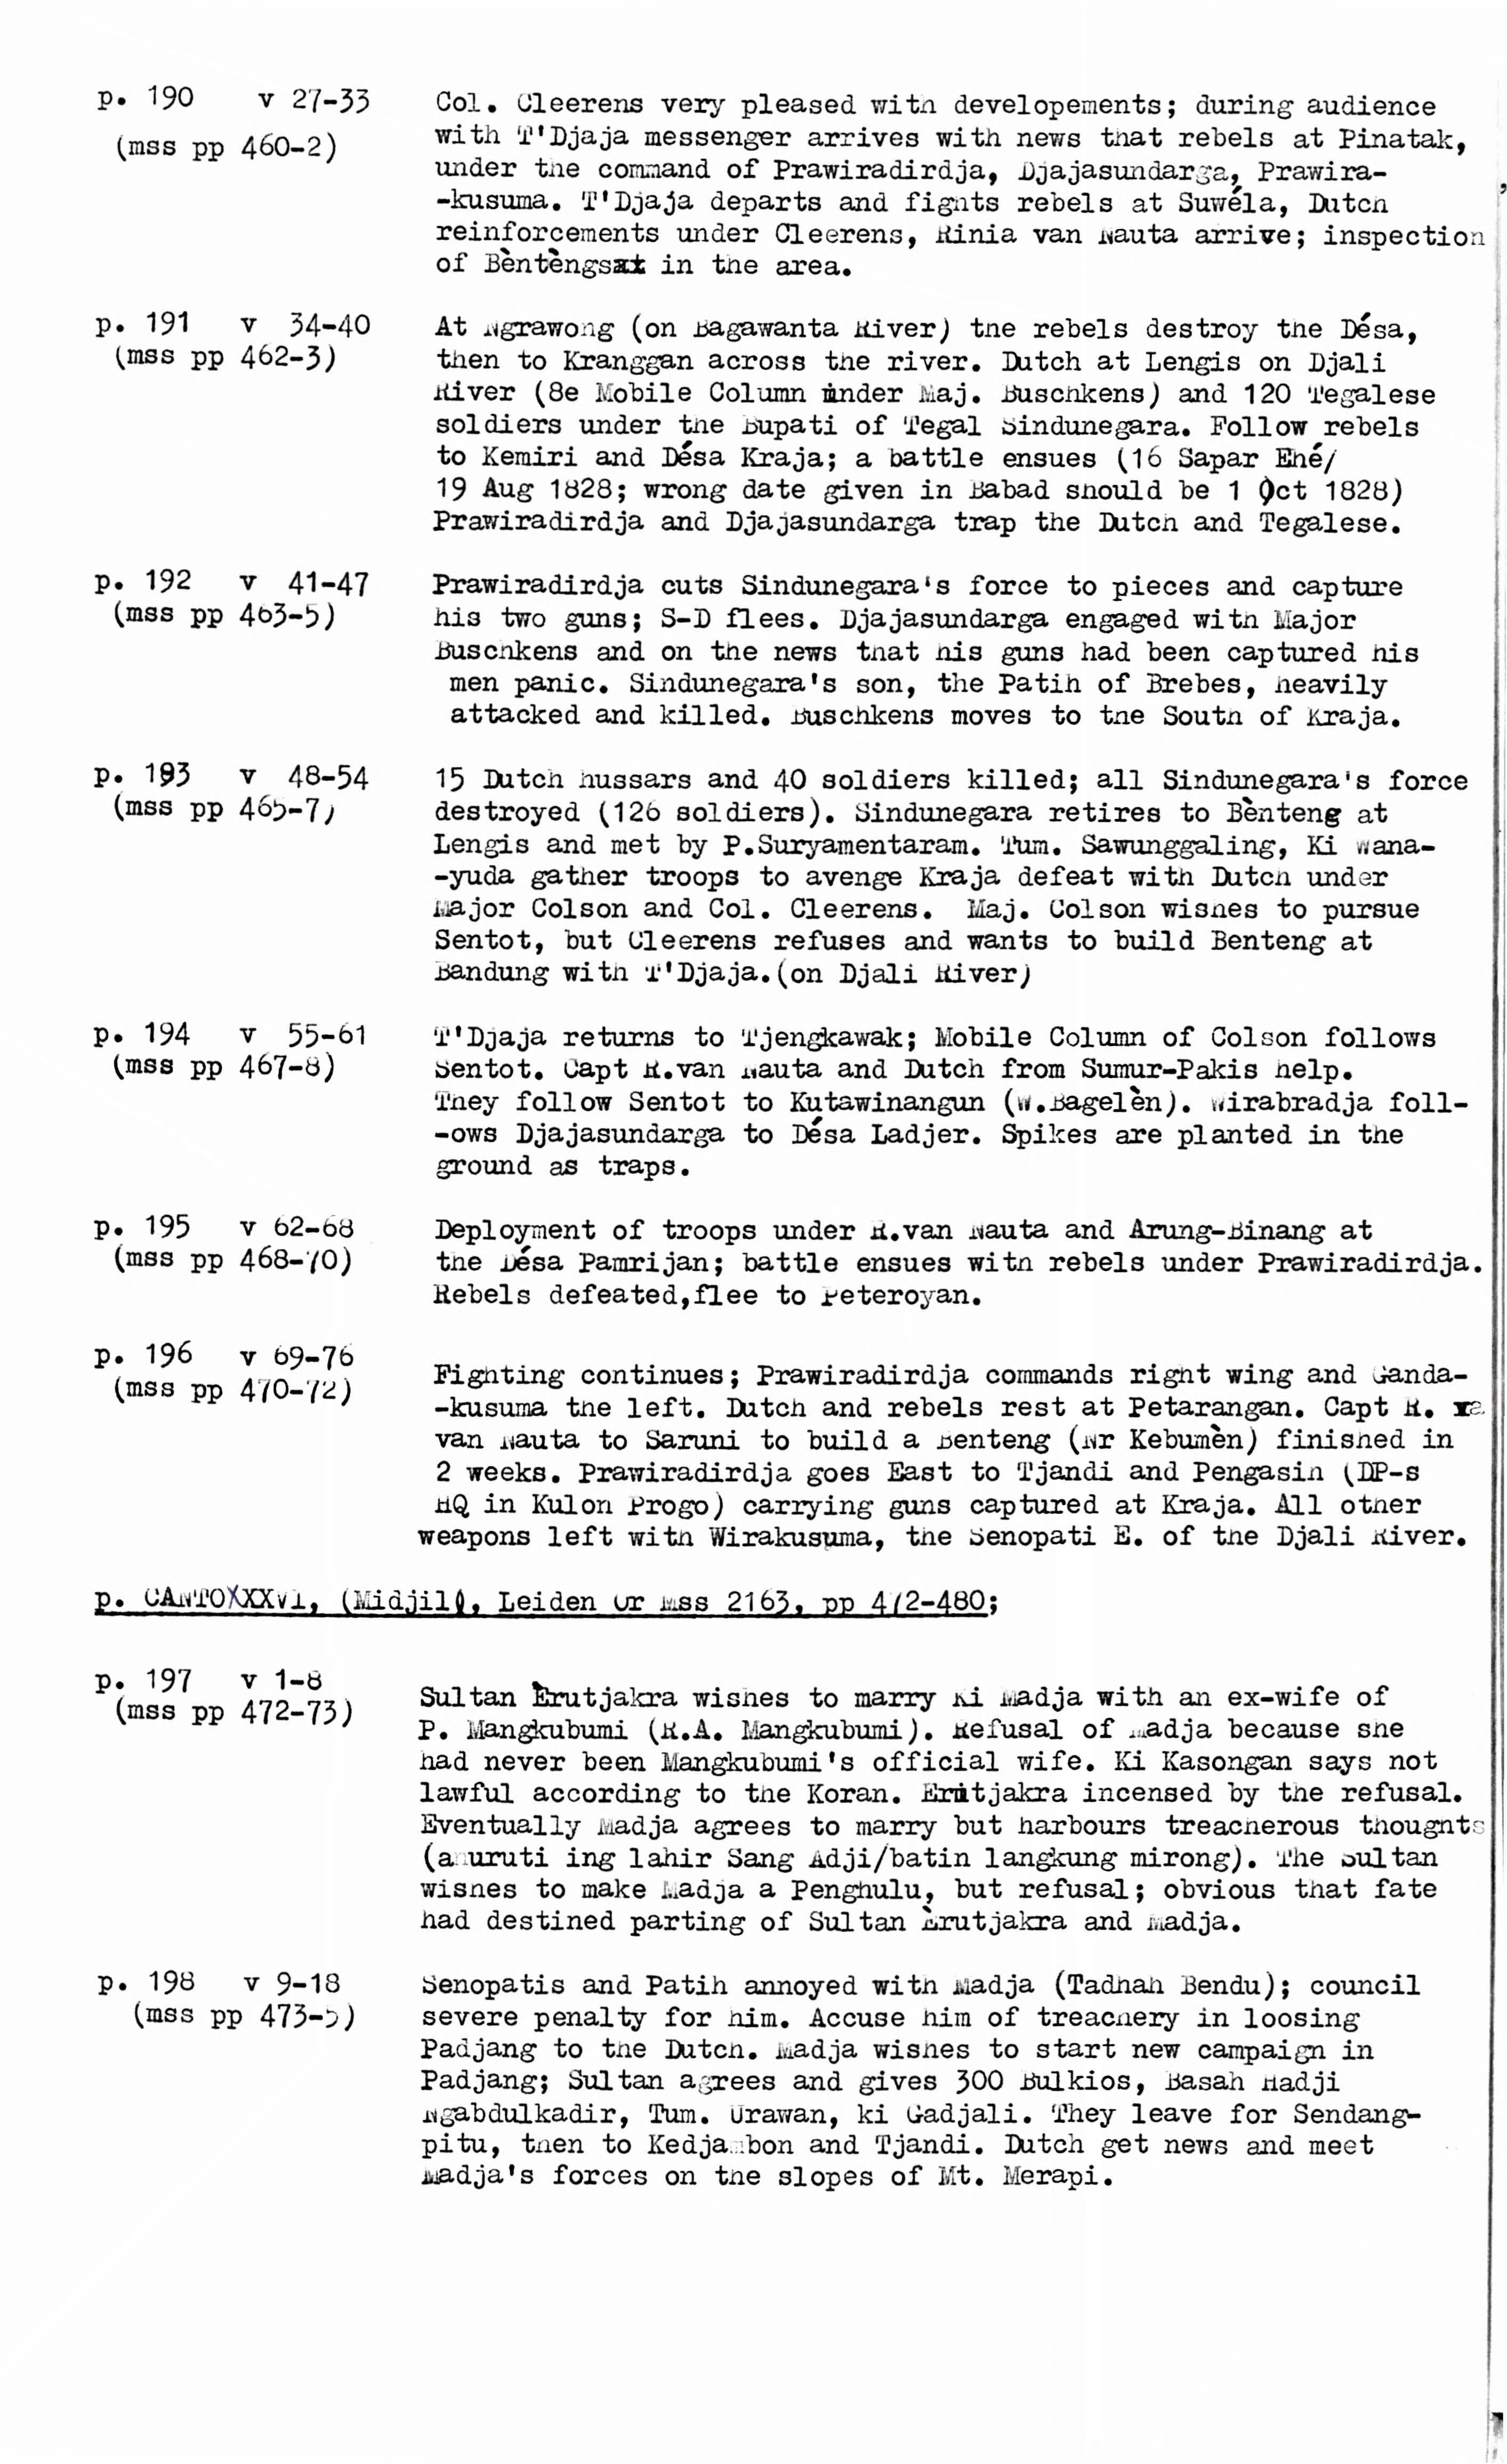 p. 190 v 27-33 Col. Cleerens very pleased with developements; during audience
(mss pp 460-2) with T'Djaja messenger arrives with news that rebels at Pinatak,
under the command of Prawiradirdja, Djajasundarga, Prawira-
-kusuma. T'Djaja departs and fights rebels at Suwéla, Dutch
reinforcements under Cleerens, Rinia van Nauta arrive; inspection
of Bèntèngs in the area.
p. 191 v 34-40 At Ngrawong (on Bagawanta River) the rebels destroy the Désa,
(mss pp 462-3) then to Kranggan across the river. Dutch at Lengis on Djali
River (8e Mobile Column under Maj. Buschkens) and 120 Tegalese
soldiers under the Bupati of Tegal Sindunegara. Follow rebels
to Kemiri and Désa Kraja; a battle ensues (16 Sapar Ehé/
19 Aug 1828; wrong date given in Babad should be 1 Oct 1828)
Prawiradirdja and Djajasundarga trap the Dutch and Tegalese.
p. 192 v 41-47 Prawiradirdja cuts Sindunegara's force to pieces and capture
(mss pp 463-5) his two guns; S-D flees. Djajasundarga engaged with Major
Buschkens and on the news that his guns had been captured his
men panic. Sindunegara's son, the Patih of Brebes, heavily
attacked and killed. Buschkens moves to the South of Kraja.
p. 193 v 48-54 15 Dutch hussars and 40 soldiers killed; all Sindunegara's force
(mss pp 465-7) destroyed (126 soldiers). Sindunegara retires to Bènteng at
Lengis and met by P.Suryamentaram. Tum. Sawunggaling, Ki Wana-
-yuda gather troops to avenge Kraja defeat with Dutch under
Major Colson and Col. Cleerens. Maj. Colson wishes to pursue
Sentot, but Cleerens refuses and wants to build Benteng at
Bandung with T'Djaja.(on Djali River)
p. 194 v 55-61 T'Djaja returns to Tjengkawak; Mobile Column of Colson follows
(mss pp 467-8) Sentot. Capt R.van Nauta and Dutch from Sumur-Pakis help.
They follow Sentot to Kutawinangun (W.Bagelèn). Wirabradja foll-
-ows Djajasundarga to Désa Ladjer. Spikes are planted in the
ground as traps.
p. 195 v 62-68 Deployment of troops under R.van Nauta and Arung-Binang at
(mss pp 468-70) the Désa Pamrijan; battle ensues with rebels under Prawiradirdja.
Rebels defeated,flee to Peteroyan.
p. 196 v 69-76
(mss pp 470-72) Fighting continues; Prawiradirdja commands right wing and Ganda-
-kusuma the left. Dutch and rebels rest at Petarangan. Capt R.
van Nauta to Saruni to build a Benteng (Nr Kebumèn) finished in
2 weeks. Prawiradirdja goes East to Tjandi and Pengasin (DP-s
HQ in Kulon Progo) carrying guns captured at Kraja. All other
weapons left with Wirakusuma, the Senopati E. of the Djali River.
p. CANTOXXXVI, (Midjil), Leiden Or Mss 2163, pp 472-480;
p. 197 v 1-8
(mss pp 472-73) Sultan Èrutjakra wishes to marry Ki Madja with an ex-wife of
P. Mangkubumi (R.A. Mangkubumi). Refusal of Madja because she
had never been Mangkubumi's official wife. Ki Kasongan says not
lawful according to the Koran. Erutjakra incensed by the refusal.
Eventually Madja agrees to marry but harbours treacherous thoughts
(anuruti ing lahir Sang Adji/batin langkung mirong). The Sultan
wishes to make Madja a Penghulu, but refusal; obvious that fate
had destined parting of Sultan Èrutjakra and Madja.
p. 198 v 9-18 Senopatis and Patih annoyed with Madja (Tadhah Bendu); council
(mss pp 473-5) severe penalty for him. Accuse him of treachery in loosing
Padjang to the Dutch. Madja wishes to start new campaign in
Padjang; Sultan agrees and gives 300 Bulkios, Basah Hadji
Ngabdulkadir, Tum. Urawan, ki Gadjali. They leave for Sendang-
pitu, then to Kedjambon and Tjandi. Dutch get news and meet
Madja's forces on the slopes of Mt. Merapi.